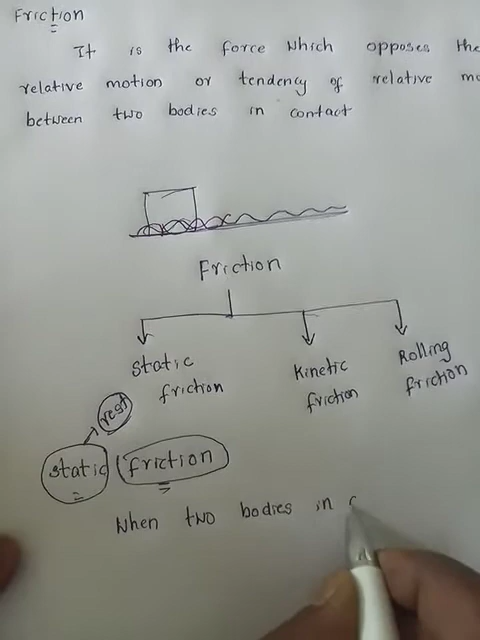 Friction
It is the force which opposes the
relative motion or tendency of relative mo
between two bodies in contact
Friction
Static friction
Kinetic friction
Rolling friction
rest
static friction
When two bodies in c